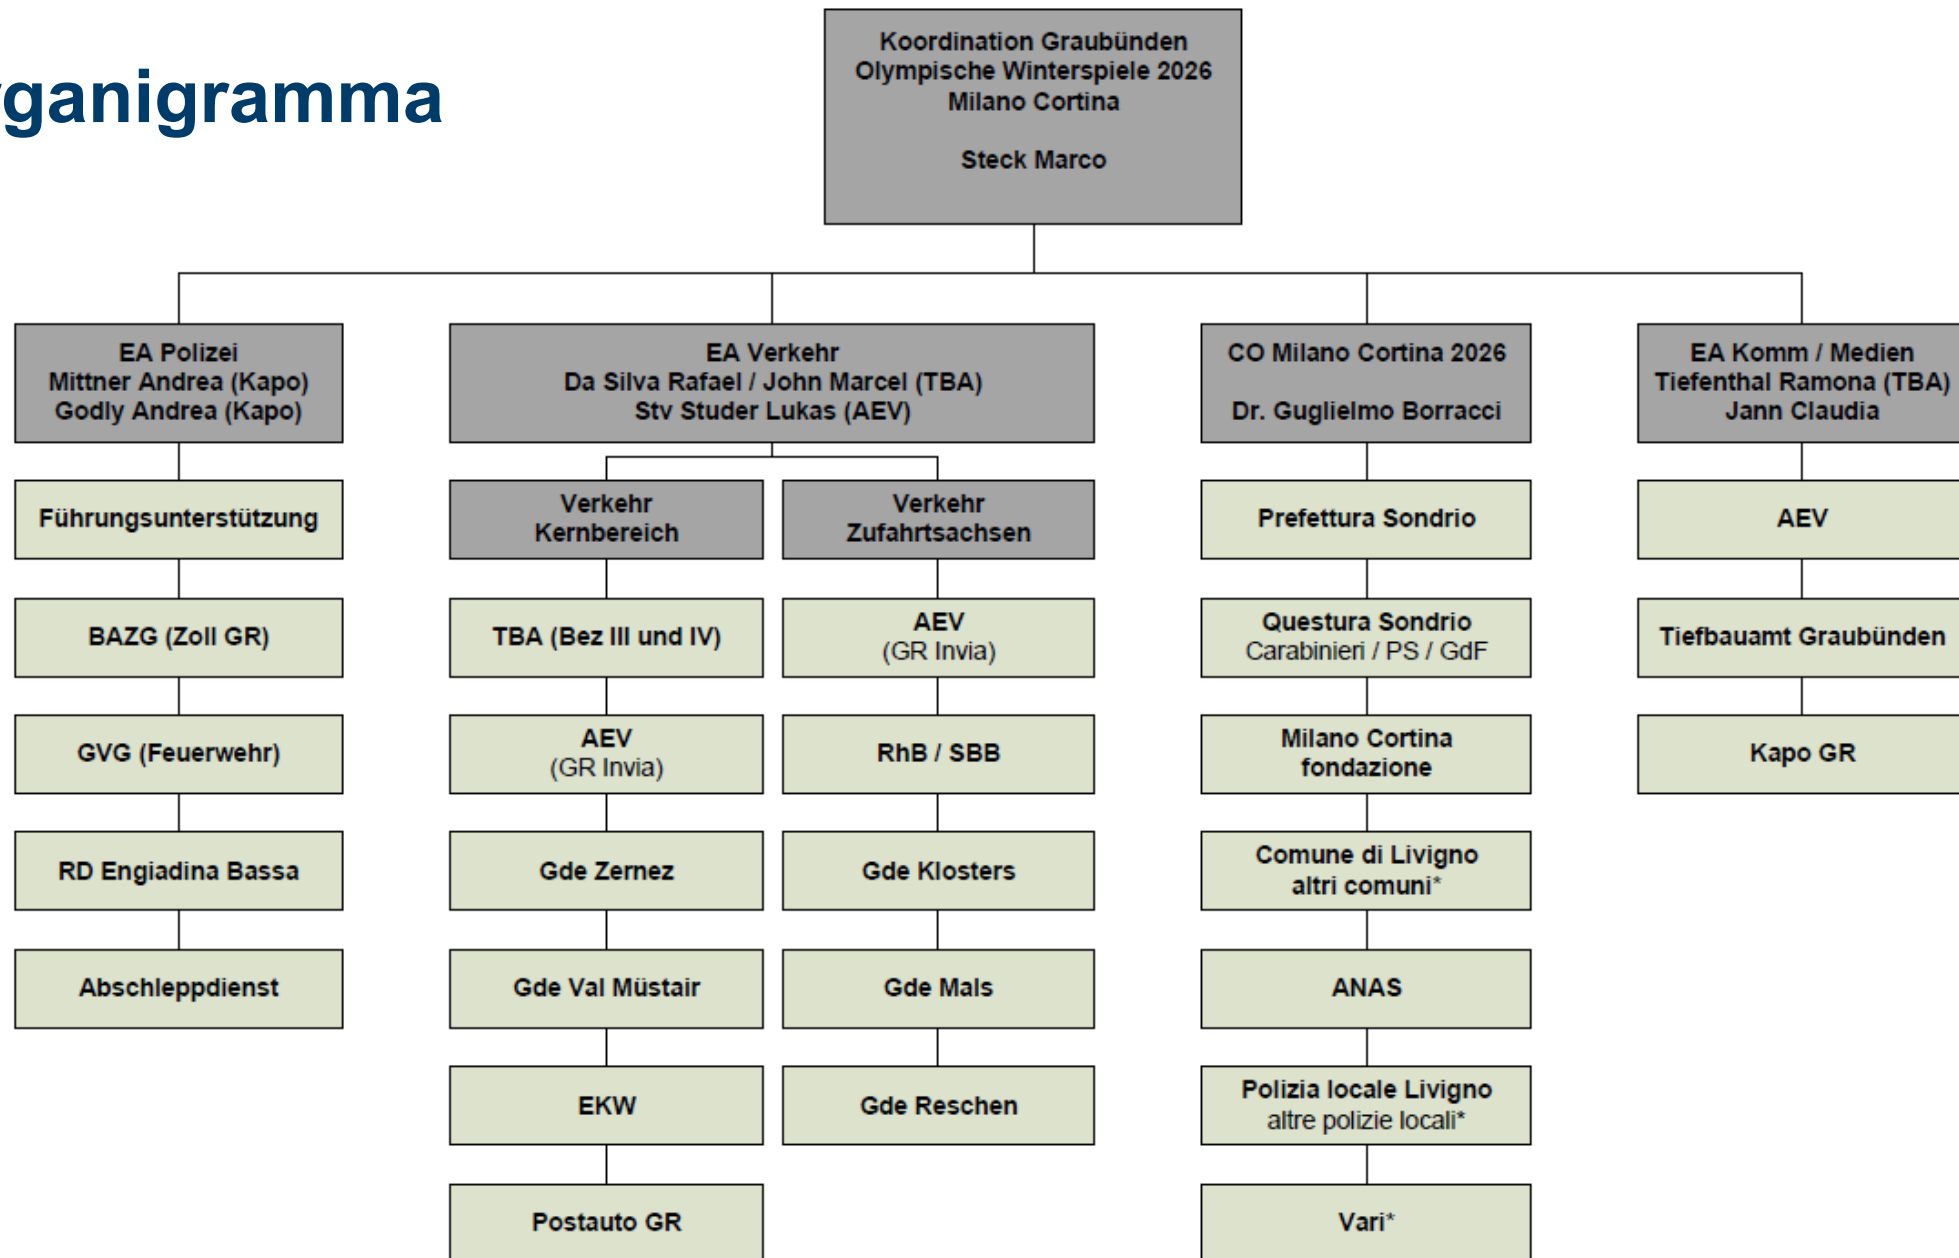 rganigramma
Koordination Graubünden
Olympische Winterspiele 2026
Milano Cortina
Steck Marco
EA Polizei
Mittner Andrea (Kapo)
Godly Andrea (Kapo)
Führungsunterstützung
BAZG (Zoll GR)
GVG (Feuerwehr)
RD Engiadina Bassa
Abschleppdienst
EA Verkehr
Da Silva Rafael / John Marcel (TBA)
Stv Studer Lukas (AEV)
Verkehr
Kernbereich
TBA (Bez III und IV)
AEV
(GR Invia)
Gde Zernez
Gde Val Müstair
EKW
Postauto GR
Verkehr
Zufahrtsachsen
AEV
(GR Invia)
RhB / SBB
Gde Klosters
Gde Mals
Gde Reschen
CO Milano Cortina 2026
Dr. Guglielmo Borracci
Prefettura Sondrio
Questura Sondrio
Carabinieri / PS / GdF
Milano Cortina
fondazione
Comune di Livigno
altri comuni*
ANAS
Polizia locale Livigno
altre polizie locali*
Vari*
EA Komm / Medien
Tiefenthal Ramona (TBA)
Jann Claudia
AEV
Tiefbauamt Graubünden
Kapo GR